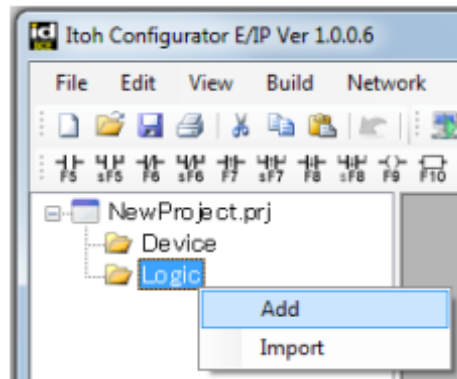 Itoh Configurator E/IP Ver 1.0.0.6
File Edit View Build Network
F5 sF5 F6 sF6 F7 sF7 F8 sF8 F9 F10
NewProject.prj
Device
Logic
Add
Import